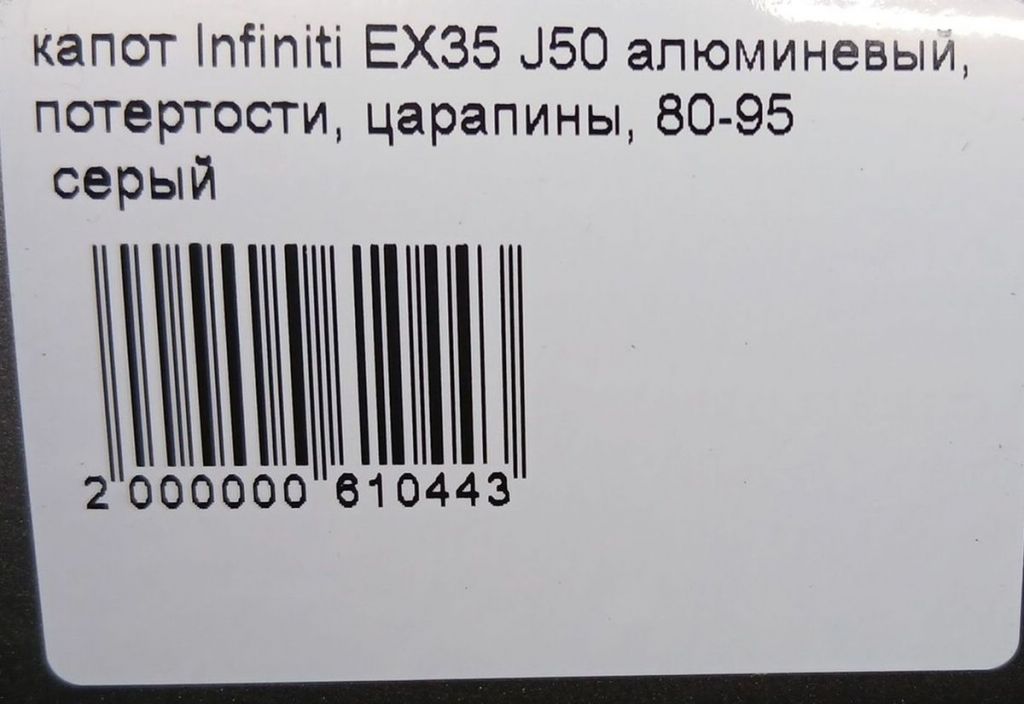 капот Infiniti EX35 J50 алюминевый,
потертости, царапины, 80-95
серый
2 000000 610443